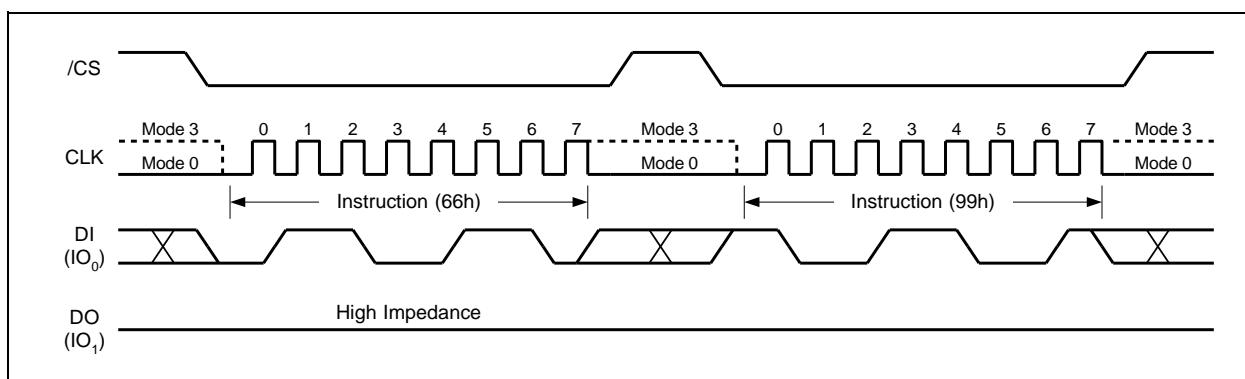 /CS
Mode 3 0 1 2 3 4 5 6 7 Mode 3 0 1 2 3 4 5 6 7 Mode 3
CLK Mode 0 Mode 0 Mode 0
Instruction (66h) Instruction (99h)
DI
(IO0)
High Impedance
DO
(IO1)